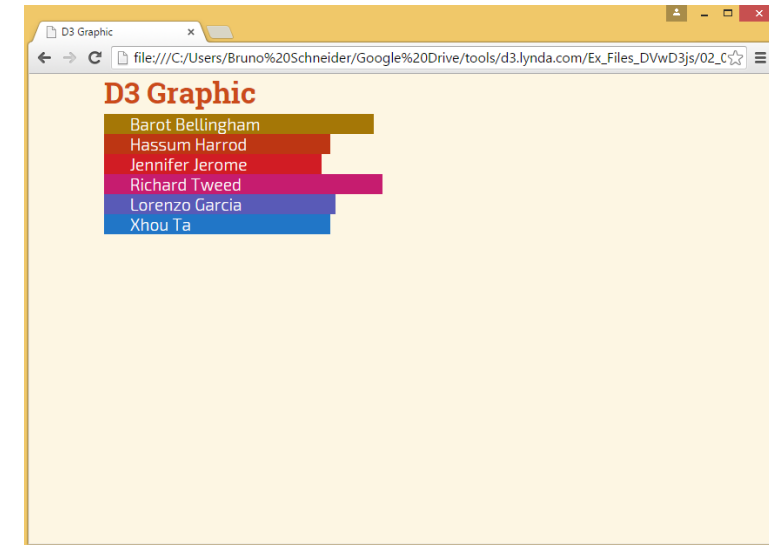 D3 Graphic
file:///C:/Users/Bruno%20Schneider/Google%20Drive/tools/d3.lynda.com/Ex_Files_DVwD3js/02_0
D3 Graphic
Barot Bellingham
Hassum Harrod
Jennifer Jerome
Richard Tweed
Lorenzo Garcia
Xhou Ta